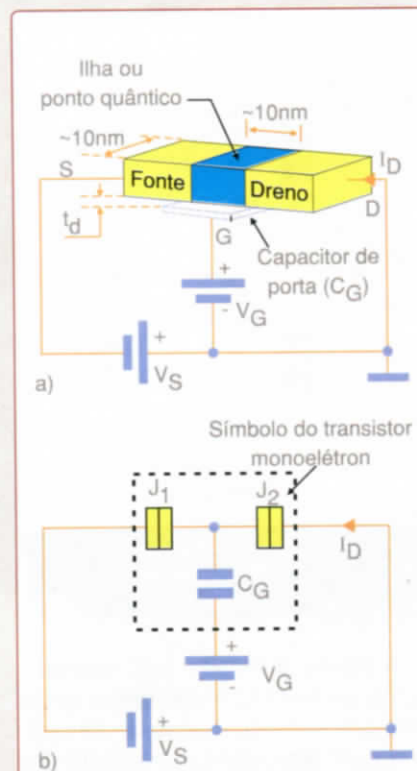 Ilha ou
ponto quântico
~10nm
~10nm
S
Fonte
Dreno
I_D
D
t_d
G
Capacitor de
porta (C_G)
+
- V_G
+
V_S
a)
Símbolo do transistor
monoelétron
J_1
J_2
I_D
C_G
+
V_G
-
+
V_S
b)